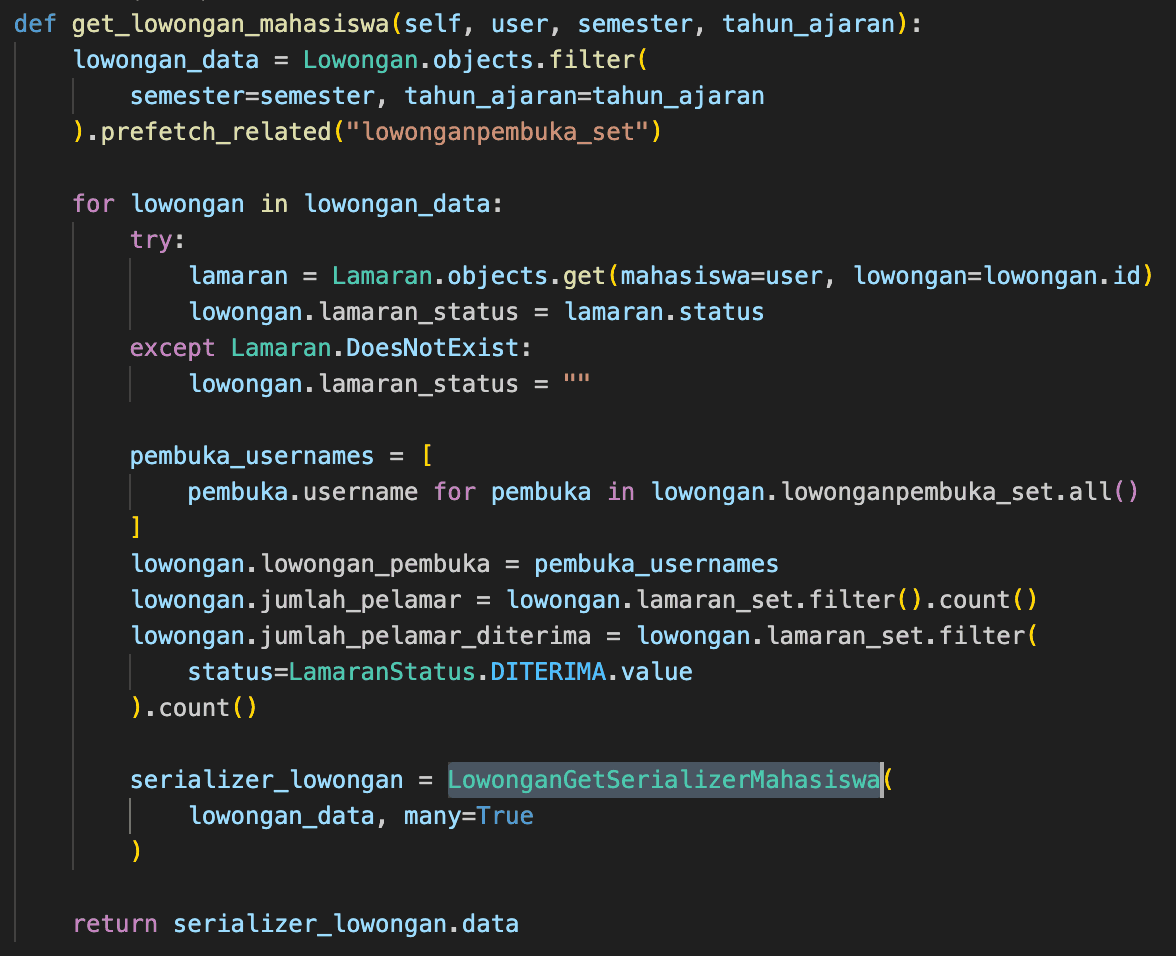 def get_lowongan_mahasiswa(self, user, semester, tahun_ajaran):
    lowongan_data = Lowongan.objects.filter(
        semester=semester, tahun_ajaran=tahun_ajaran
    ).prefetch_related("lowonganpembuka_set")

    for lowongan in lowongan_data:
        try:
            lamaran = Lamaran.objects.get(mahasiswa=user, lowongan=lowongan.id)
            lowongan.lamaran_status = lamaran.status
        except Lamaran.DoesNotExist:
            lowongan.lamaran_status = ""

        pembuka_usernames = [
            pembuka.username for pembuka in lowongan.lowonganpembuka_set.all()
        ]
        lowongan.lowongan_pembuka = pembuka_usernames
        lowongan.jumlah_pelamar = lowongan.lamaran_set.filter().count()
        lowongan.jumlah_pelamar_diterima = lowongan.lamaran_set.filter(
            status=LamaranStatus.DITERIMA.value
        ).count()

        serializer_lowongan = LowonganGetSerializerMahasiswa(
            lowongan_data, many=True
        )

    return serializer_lowongan.data